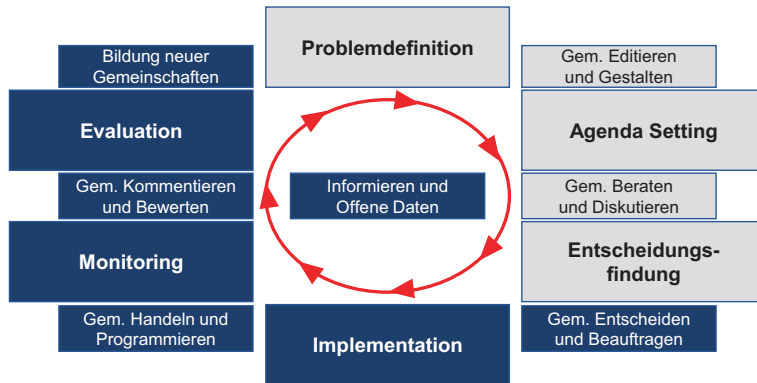 Problemdefinition
Bildung neuer
Gemeinschaften
Gem. Editieren
und Gestalten
Evaluation
Agenda Setting
Gem. Kommentieren
und Bewerten
Informieren und
Offene Daten
Gem. Beraten
und Diskutieren
Monitoring
Entscheidungs-
findung
Gem. Handeln und
Programmieren
Implementation
Gem. Entscheiden
und Beauftragen